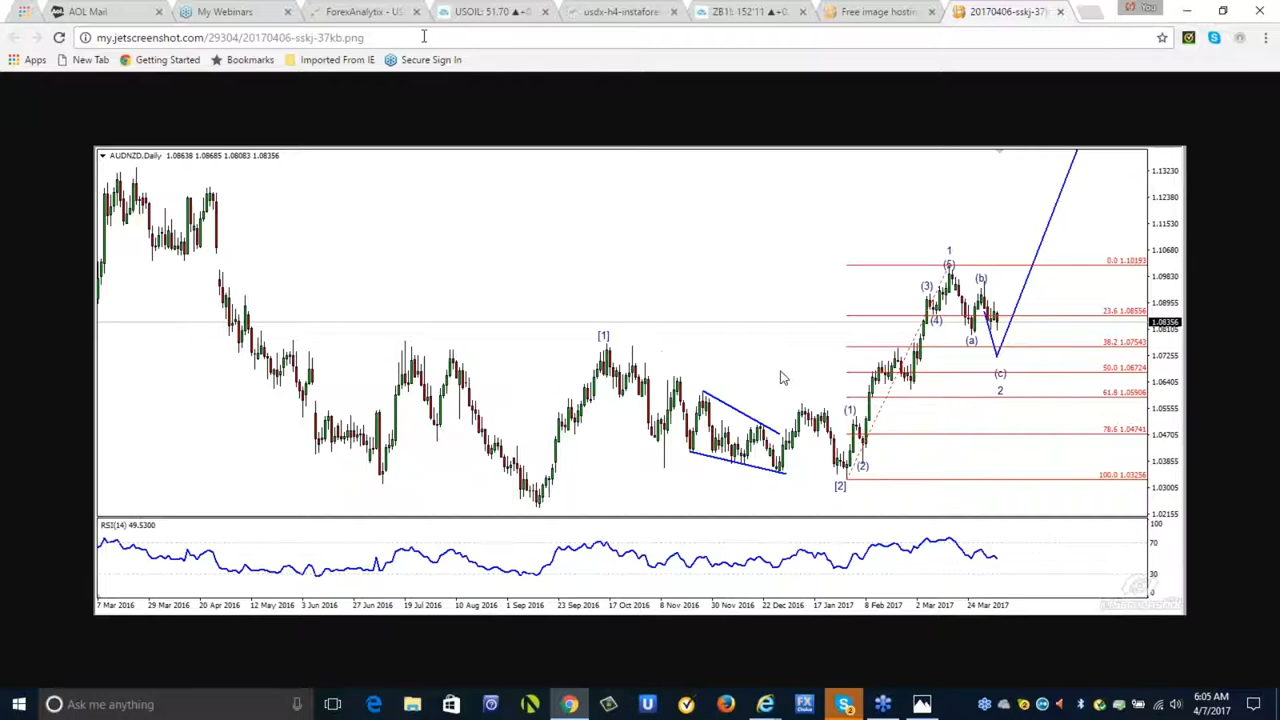 AOL Mail
My Webinars
ForexAnalytix - US
USOIL: 51.70 ▲+0
usdx-h4-instafore
ZB1!: 152'11 ▲+0.
Free image hostin
20170406-sskj-37
You
my.jetscreenshot.com/29304/20170406-sskj-37kb.png
Apps
New Tab
Getting Started
Bookmarks
Imported From IE
Secure Sign In
AUDNZD,Daily 1.08638 1.08685 1.08083 1.08356
1.13230
1.12380
1.11530
1.10680
1.09830
1.08955
1.08356
1.08105
1.07255
1.06405
1.05555
1.04705
1.03855
1.03005
1.02155
0.0 1.10193
23.6 1.08556
38.2 1.07543
50.0 1.06724
61.8 1.05906
78.6 1.04741
100.0 1.03256
1
(5)
(b)
(3)
(4)
(a)
[1]
(c)
2
(1)
(2)
[2]
RSI(14) 49.5300
100
70
30
0
7 Mar 2016
29 Mar 2016
20 Apr 2016
12 May 2016
3 Jun 2016
27 Jun 2016
19 Jul 2016
10 Aug 2016
1 Sep 2016
23 Sep 2016
17 Oct 2016
8 Nov 2016
30 Nov 2016
22 Dec 2016
17 Jan 2017
8 Feb 2017
2 Mar 2017
24 Mar 2017
Ask me anything
FX
Choice
6:05 AM
4/7/2017